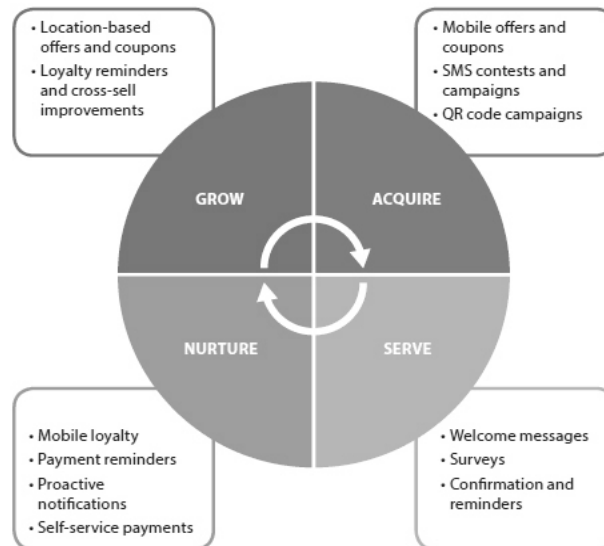 • Location-based
offers and coupons
• Loyalty reminders
and cross-sell
improvements
• Mobile offers and
coupons
• SMS contests and
campaigns
• QR code campaigns
GROW
ACQUIRE
NURTURE
SERVE
• Mobile loyalty
• Payment reminders
• Proactive
notifications
• Self-service payments
• Welcome messages
• Surveys
• Confirmation and
reminders